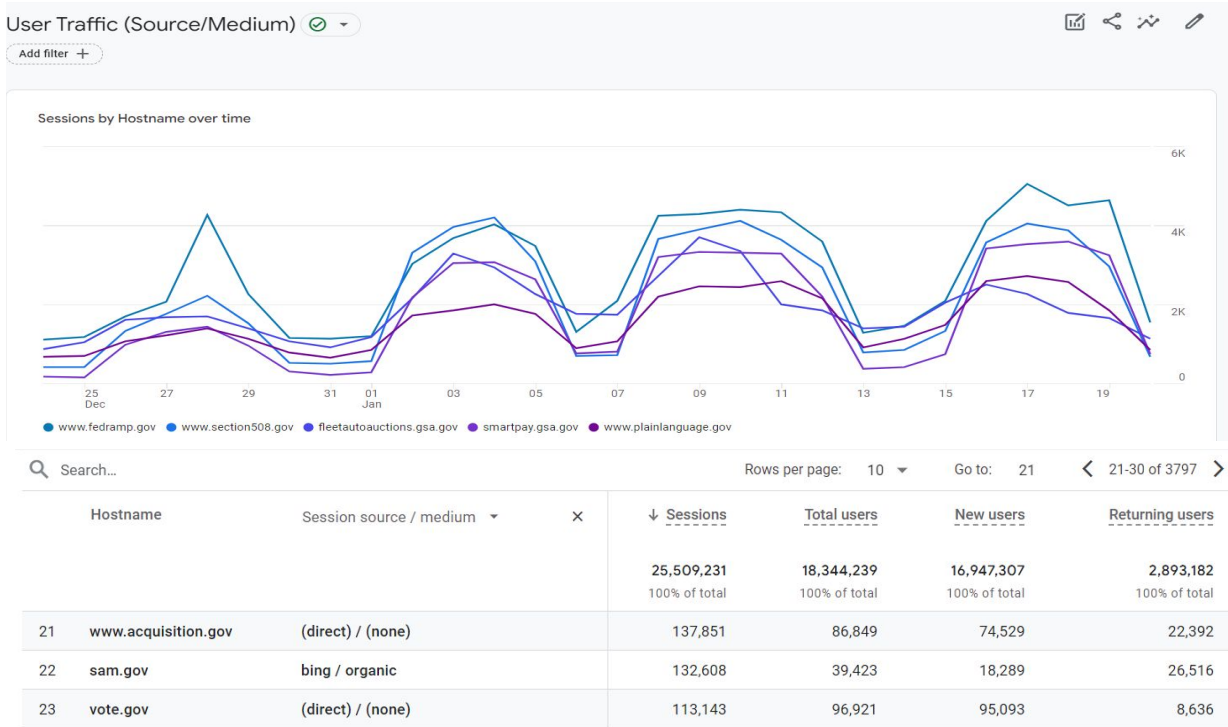 User Traffic (Source/Medium)
Add filter +
Sessions by Hostname over time
6K
4K
2K
0
25 27 29 31 01 03 05 07 09 11 13 15 17 19
Dec Jan
www.fedramp.gov www.section508.gov fleetautoauctions.gsa.gov smartpay.gsa.gov www.plainlanguage.gov
Search... Rows per page: 10 Go to: 21 21-30 of 3797
Hostname Session source / medium Sessions Total users New users Returning users
25,509,231 18,344,239 16,947,307 2,893,182
100% of total 100% of total 100% of total 100% of total
21 www.acquisition.gov (direct) / (none) 137,851 86,849 74,529 22,392
22 sam.gov bing / organic 132,608 39,423 18,289 26,516
23 vote.gov (direct) / (none) 113,143 96,921 95,093 8,636